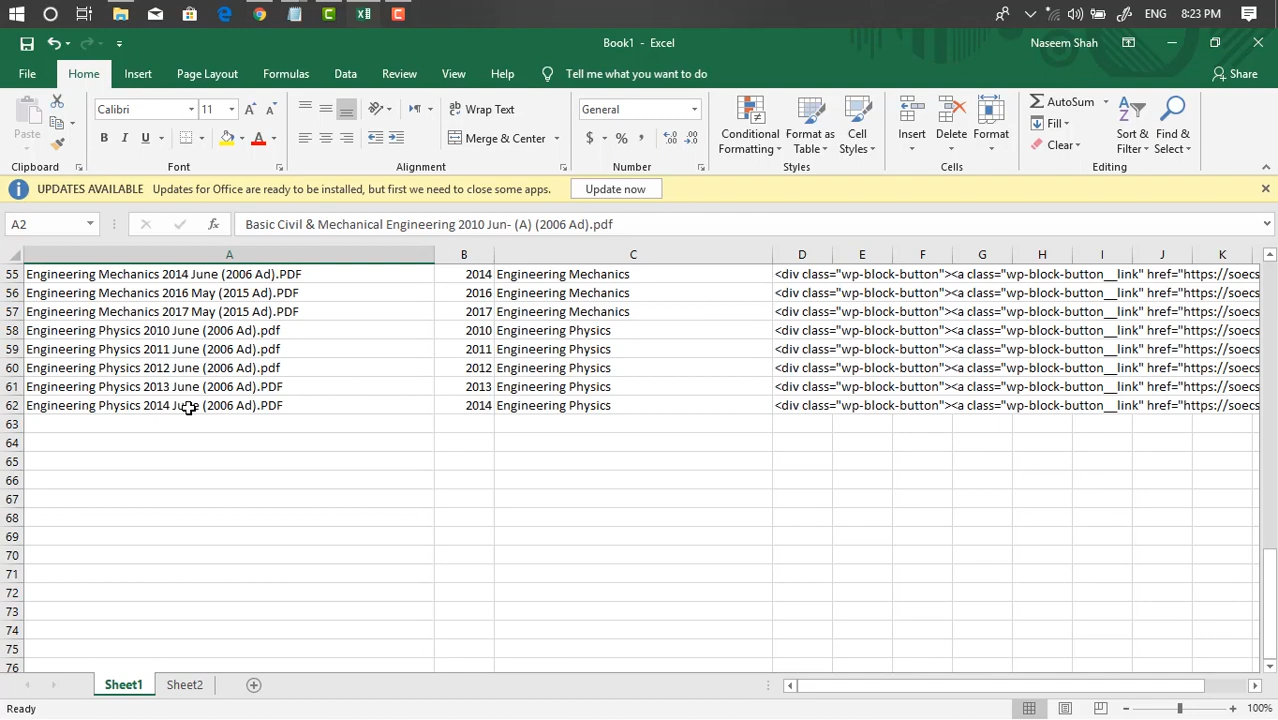 ENG 8:23 PM
Book1 - Excel
Naseem Shah
File Home Insert Page Layout Formulas Data Review View Help Tell me what you want to do Share
Paste
Calibri 11
B I U
Wrap Text
Merge & Center
General
$ % ,
Conditional Formatting
Format as Table
Cell Styles
Insert Delete Format
AutoSum
Fill
Clear
Sort & Filter
Find & Select
Clipboard Font Alignment Number Styles Cells Editing
UPDATES AVAILABLE Updates for Office are ready to be installed, but first we need to close some apps. Update now
A2 fx Basic Civil & Mechanical Engineering 2010 Jun- (A) (2006 Ad).pdf
A B C D E F G H I J K
55 Engineering Mechanics 2014 June (2006 Ad).PDF 2014 Engineering Mechanics <div class="wp-block-button"><a class="wp-block-button__link" href="https://soecs
56 Engineering Mechanics 2016 May (2015 Ad).PDF 2016 Engineering Mechanics <div class="wp-block-button"><a class="wp-block-button__link" href="https://soecs
57 Engineering Mechanics 2017 May (2015 Ad).PDF 2017 Engineering Mechanics <div class="wp-block-button"><a class="wp-block-button__link" href="https://soecs
58 Engineering Physics 2010 June (2006 Ad).pdf 2010 Engineering Physics <div class="wp-block-button"><a class="wp-block-button__link" href="https://soecs
59 Engineering Physics 2011 June (2006 Ad).pdf 2011 Engineering Physics <div class="wp-block-button"><a class="wp-block-button__link" href="https://soecs
60 Engineering Physics 2012 June (2006 Ad).pdf 2012 Engineering Physics <div class="wp-block-button"><a class="wp-block-button__link" href="https://soecs
61 Engineering Physics 2013 June (2006 Ad).PDF 2013 Engineering Physics <div class="wp-block-button"><a class="wp-block-button__link" href="https://soecs
62 Engineering Physics 2014 June (2006 Ad).PDF 2014 Engineering Physics <div class="wp-block-button"><a class="wp-block-button__link" href="https://soecs
63
64
65
66
67
68
69
70
71
72
73
74
75
76
Sheet1 Sheet2
Ready 100%